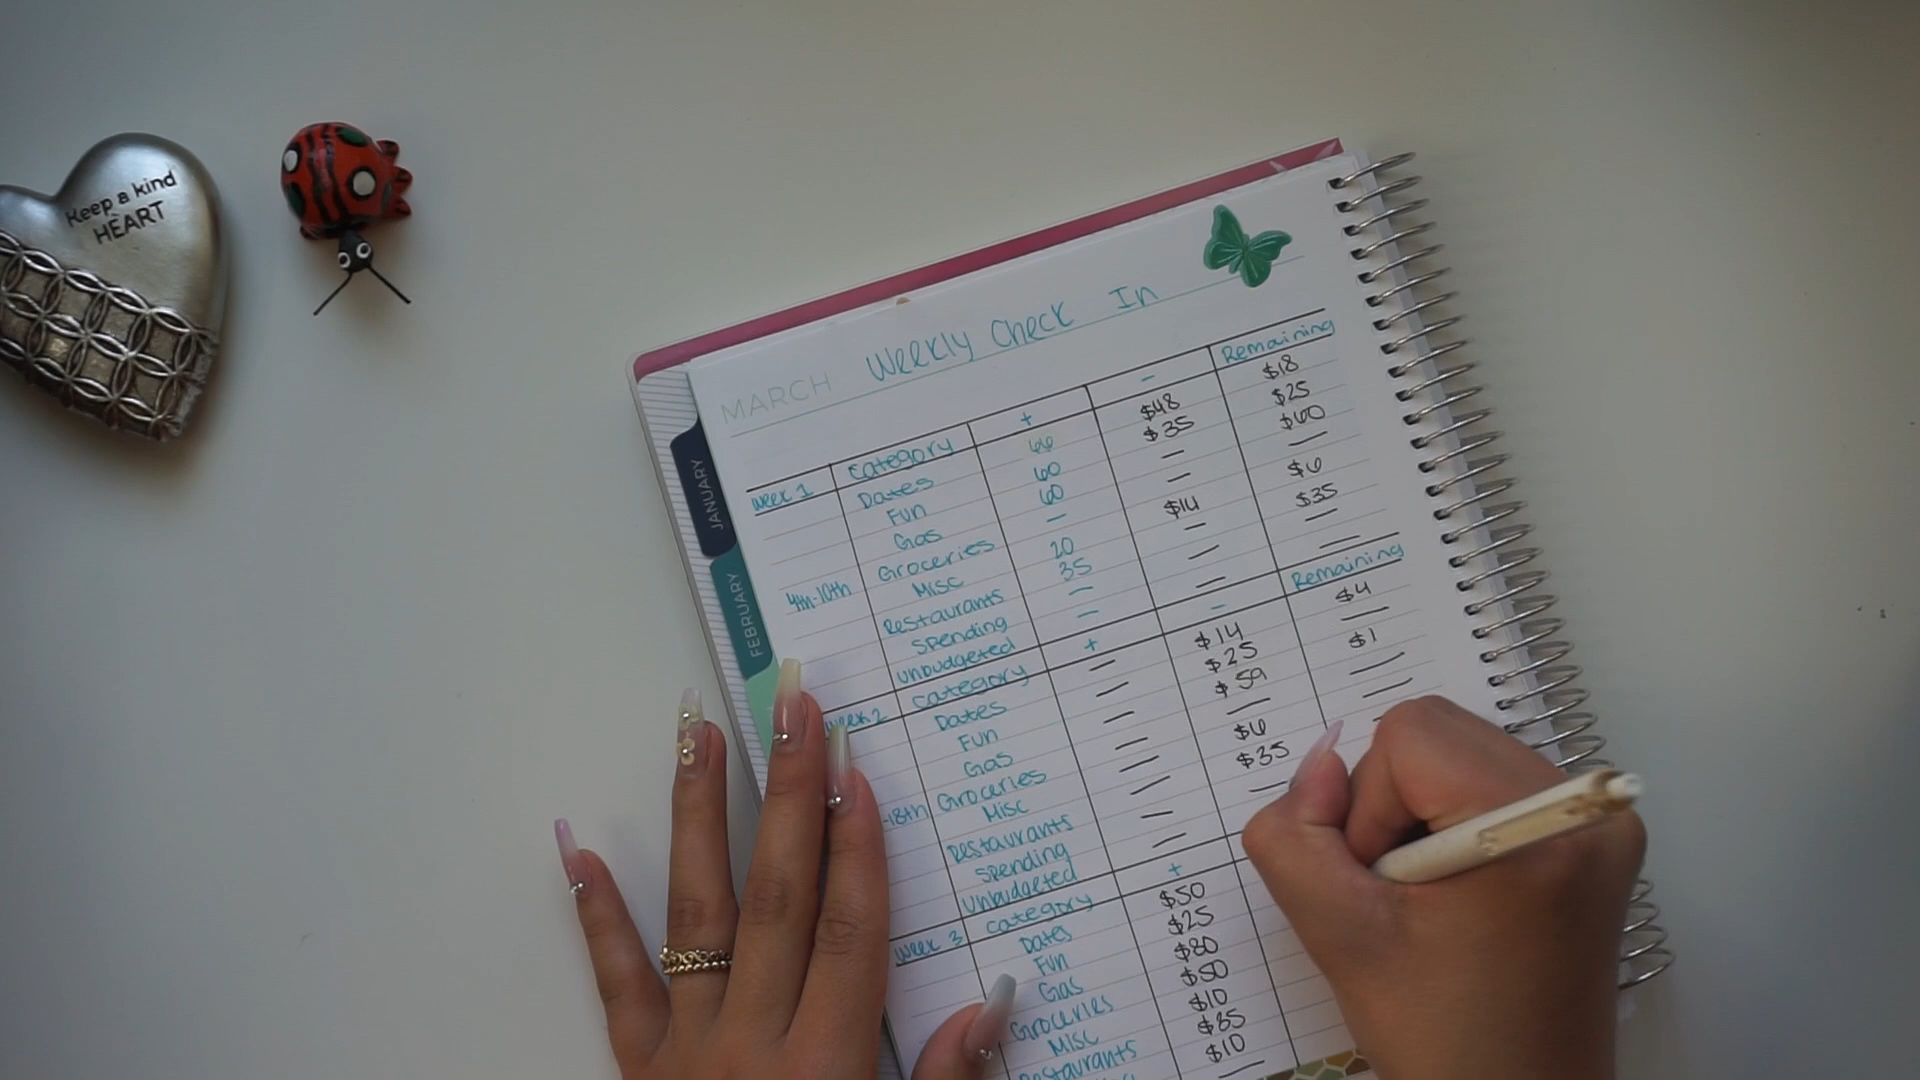 Keep a kind
HEART
MARCH Weekly Check In
JANUARY
FEBRUARY
Week 1 Category + - Remaining
Dates 66 $48 $18
Fun 60 $35 $25
Gas 60 — $60
Groceries — — —
4th-10th Misc 20 $14 $6
Restaurants 35 — $35
Spending — — —
Unbudgeted — — —
Week 2 Category + - Remaining
Dates — $14 $4
Fun — $25 —
Gas — $59 $1
Groceries — — —
-18th Misc — $6 —
Restaurants — $35 —
Spending — —
Unbudgeted —
Week 3 Category +
Dates $50
Fun $25
Gas $80
Groceries $50
Misc $10
Restaurants $85
$10
—